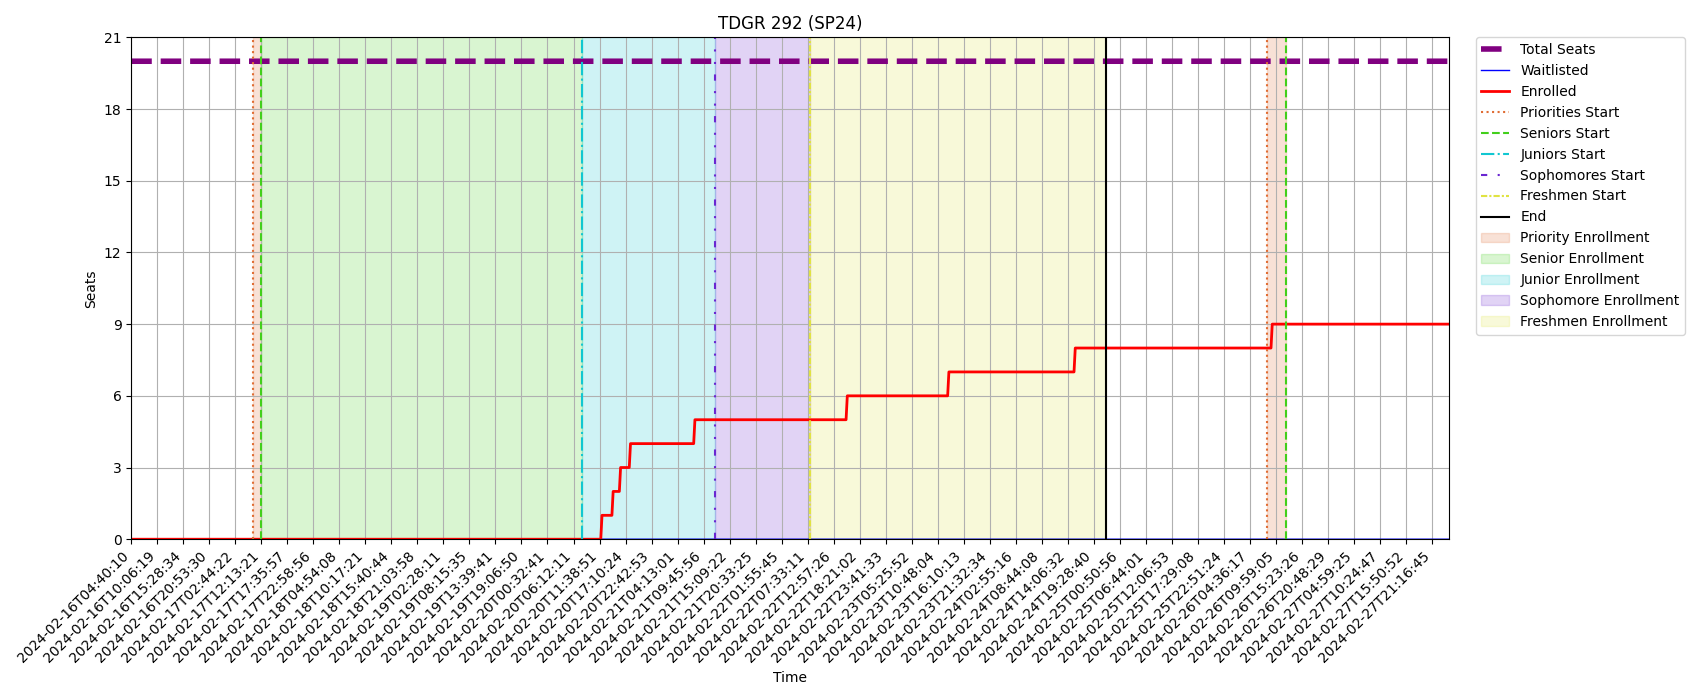 TDGR 292 (SP24)
Seats
21
18
15
12
9
6
3
0
2024-02-16T04:40:10
2024-02-16T10:06:19
2024-02-16T15:28:34
2024-02-16T20:53:30
2024-02-17T02:44:22
2024-02-17T12:13:21
2024-02-17T17:35:57
2024-02-17T22:58:56
2024-02-18T04:54:08
2024-02-18T10:17:21
2024-02-18T15:40:44
2024-02-18T21:03:58
2024-02-19T02:28:11
2024-02-19T08:15:35
2024-02-19T13:39:41
2024-02-19T19:06:50
2024-02-20T00:32:41
2024-02-20T06:12:11
2024-02-20T11:38:51
2024-02-20T17:10:24
2024-02-20T22:42:53
2024-02-21T04:13:01
2024-02-21T09:45:56
2024-02-21T15:09:22
2024-02-21T20:33:25
2024-02-22T01:55:45
2024-02-22T07:33:11
2024-02-22T12:57:26
2024-02-22T18:21:02
2024-02-22T23:41:33
2024-02-23T05:25:52
2024-02-23T10:48:04
2024-02-23T16:10:13
2024-02-23T21:32:34
2024-02-24T02:55:16
2024-02-24T08:44:08
2024-02-24T14:06:32
2024-02-24T19:28:40
2024-02-25T00:50:56
2024-02-25T06:44:01
2024-02-25T12:06:53
2024-02-25T17:29:08
2024-02-25T22:51:24
2024-02-26T04:36:17
2024-02-26T09:59:05
2024-02-26T15:23:26
2024-02-26T20:48:29
2024-02-27T04:59:25
2024-02-27T10:24:47
2024-02-27T15:50:52
2024-02-27T21:16:45
Time
Total Seats
Waitlisted
Enrolled
Priorities Start
Seniors Start
Juniors Start
Sophomores Start
Freshmen Start
End
Priority Enrollment
Senior Enrollment
Junior Enrollment
Sophomore Enrollment
Freshmen Enrollment